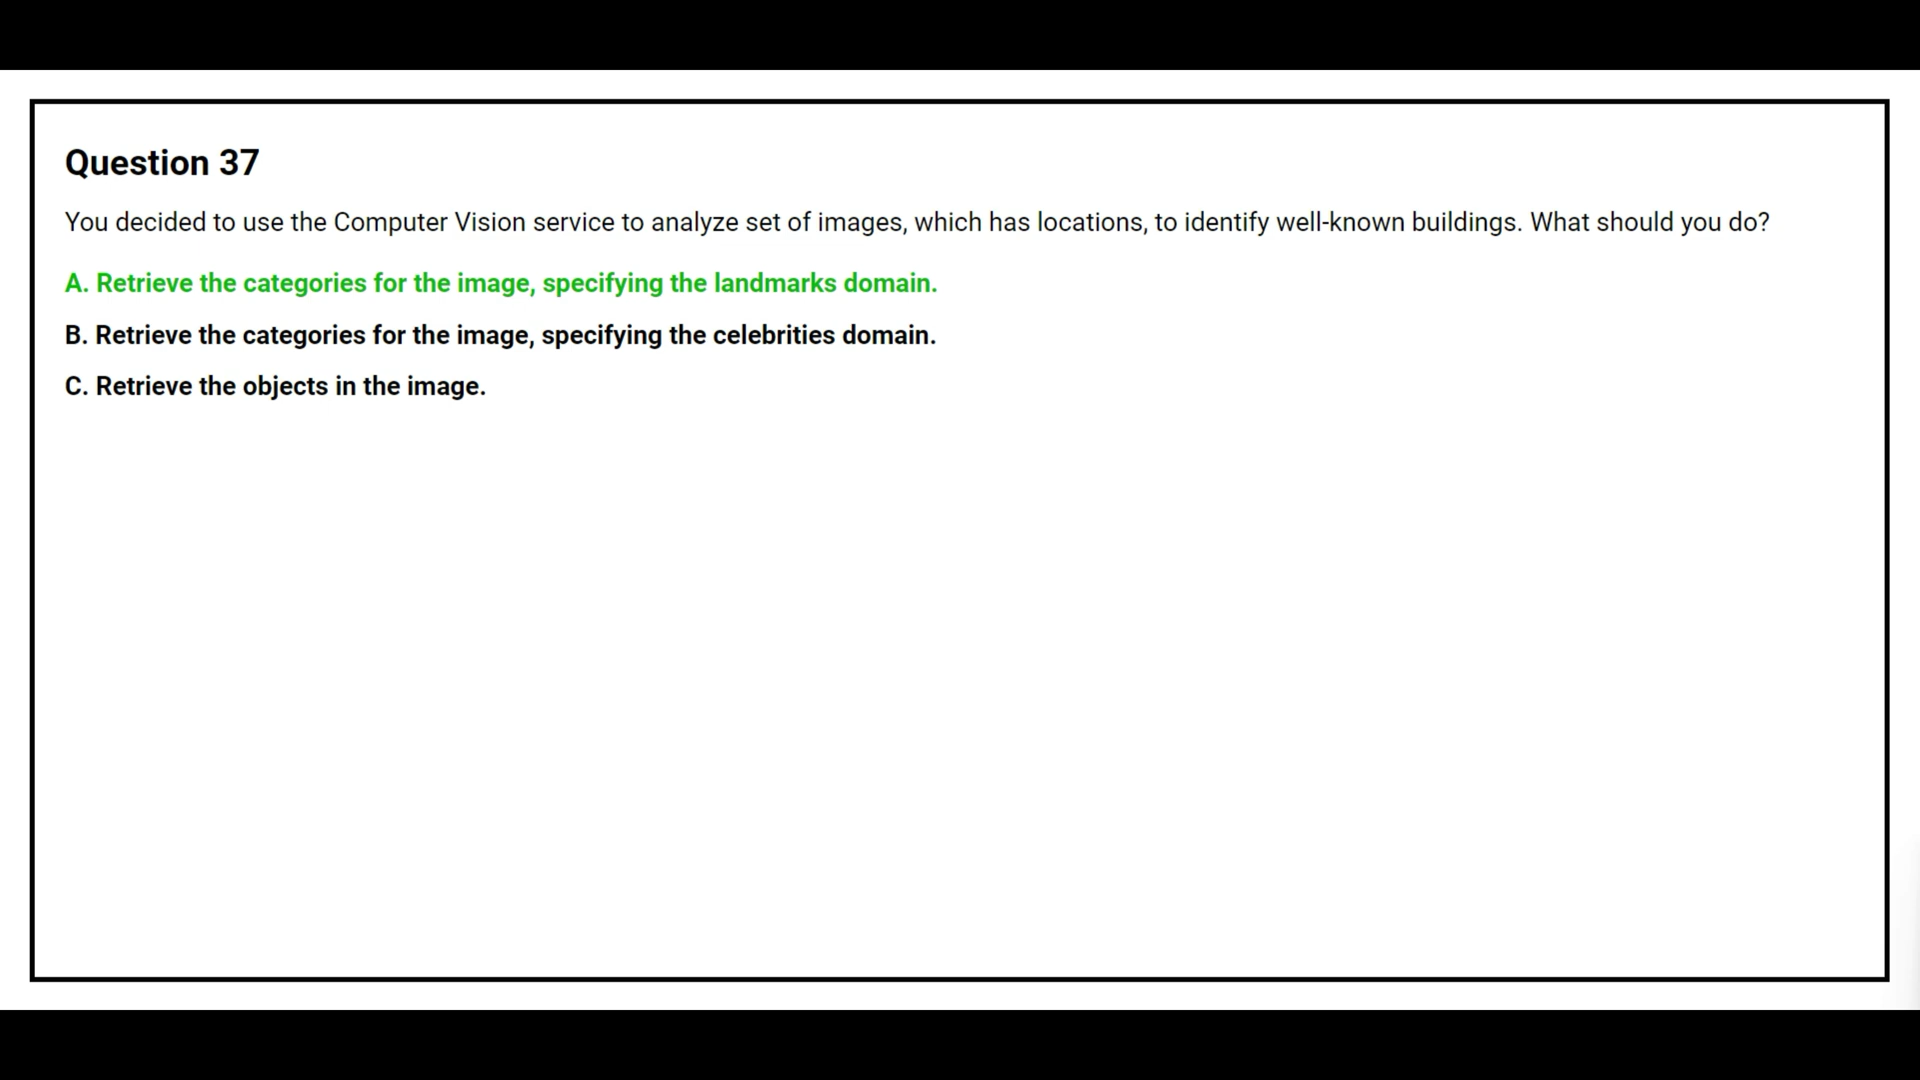 Question 37
You decided to use the Computer Vision service to analyze set of images, which has locations, to identify well-known buildings. What should you do?
A. Retrieve the categories for the image, specifying the landmarks domain.
B. Retrieve the categories for the image, specifying the celebrities domain.
C. Retrieve the objects in the image.